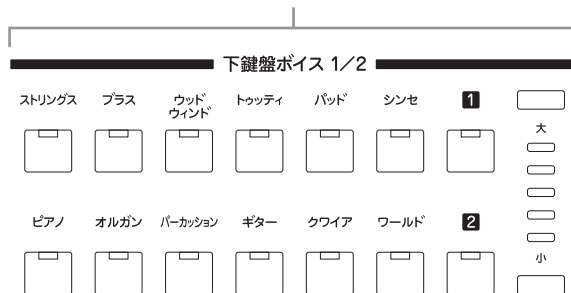 下鍵盤ボイス 1／2
ストリングス ブラス ウッド トゥッティ パッド シンセ 1
ウィンド
大
ピアノ オルガン パーカッション ギター クワイア ワールド 2
小